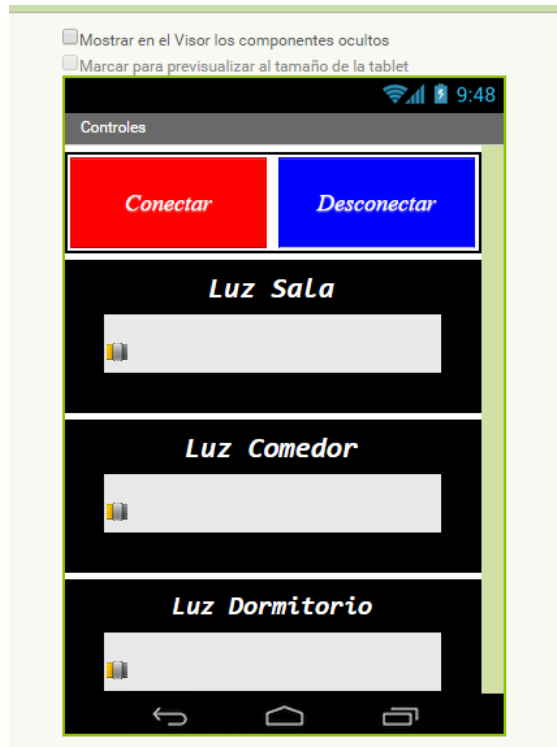 Mostrar en el Visor los componentes ocultos
Marcar para previsualizar al tamaño de la tablet
9:48
Controles
Conectar Desconectar
Luz Sala
Luz Comedor
Luz Dormitorio